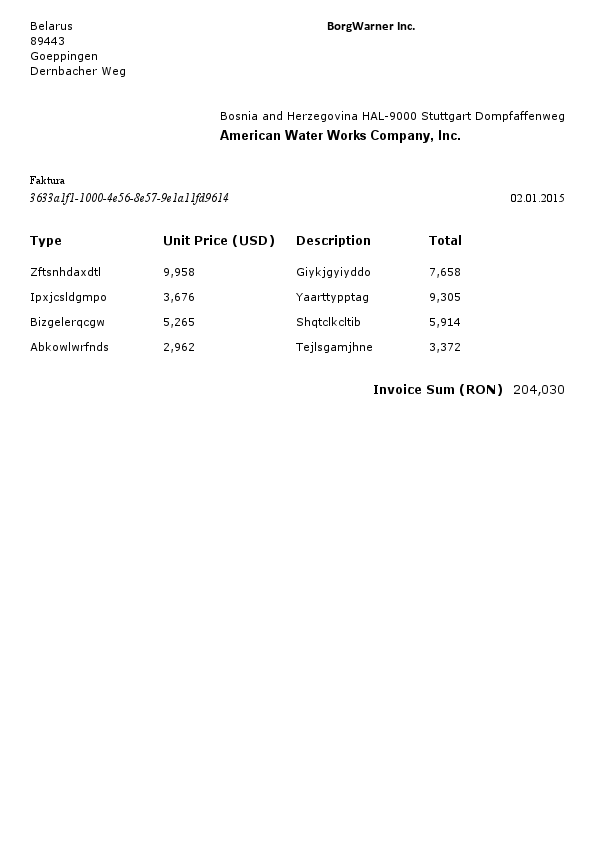 Belarus
89443
Goeppingen
Dernbacher Weg
BorgWarner Inc.
Bosnia and Herzegovina HAL-9000 Stuttgart Dompfaffenweg
American Water Works Company, Inc.
Faktura
3633a1f1-1000-4e56-8e57-9e1a11fd9614 02.01.2015
Type Unit Price (USD) Description Total
Zftsnhdaxdtl 9,958 Giykjgyiyddo 7,658
Ipxjcsldgmpo 3,676 Yaarttypptag 9,305
Bizgelerqcgw 5,265 Shqtclkcltib 5,914
Abkowlwrfnds 2,962 Tejlsgamjhne 3,372
Invoice Sum (RON) 204,030